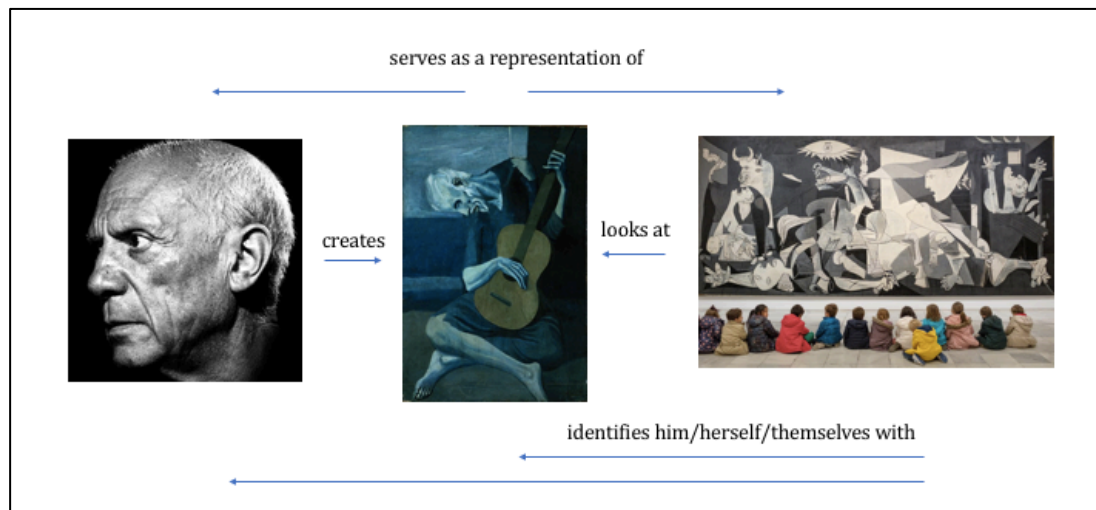 serves as a representation of
creates
looks at
identifies him/herself/themselves with